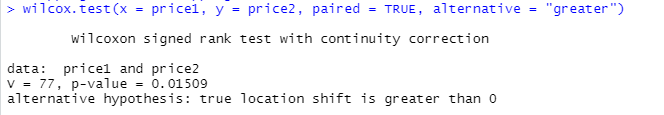 > wilcox.test(x = price1, y = price2, paired = TRUE, alternative = "greater")
Wilcoxon signed rank test with continuity correction
data: price1 and price2
V = 77, p-value = 0.01509
alternative hypothesis: true location shift is greater than 0